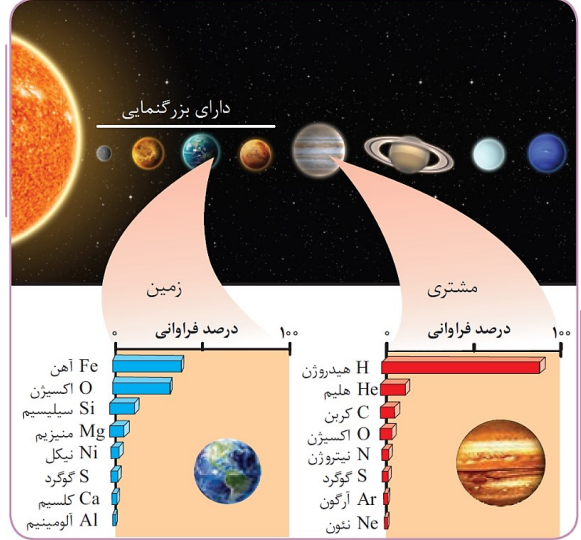 دارای بزرگنمایی
زمین
مشتری
۰ درصد فراوانی ۱۰۰
Fe آهن
O اکسیژن
Si سیلیسیم
Mg منیزیم
Ni نیکل
S گوگرد
Ca کلسیم
Al آلومینیم
۰ درصد فراوانی ۱۰۰
H هیدروژن
He هلیم
C کربن
O اکسیژن
N نیتروژن
S گوگرد
Ar آرگون
Ne نئون